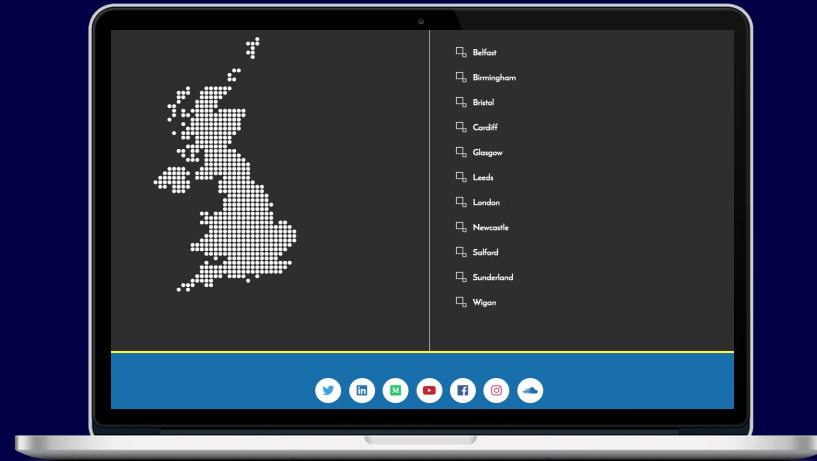 Belfast
Birmingham
Bristol
Cardiff
Glasgow
Leeds
London
Newcastle
Salford
Sunderland
Wigan